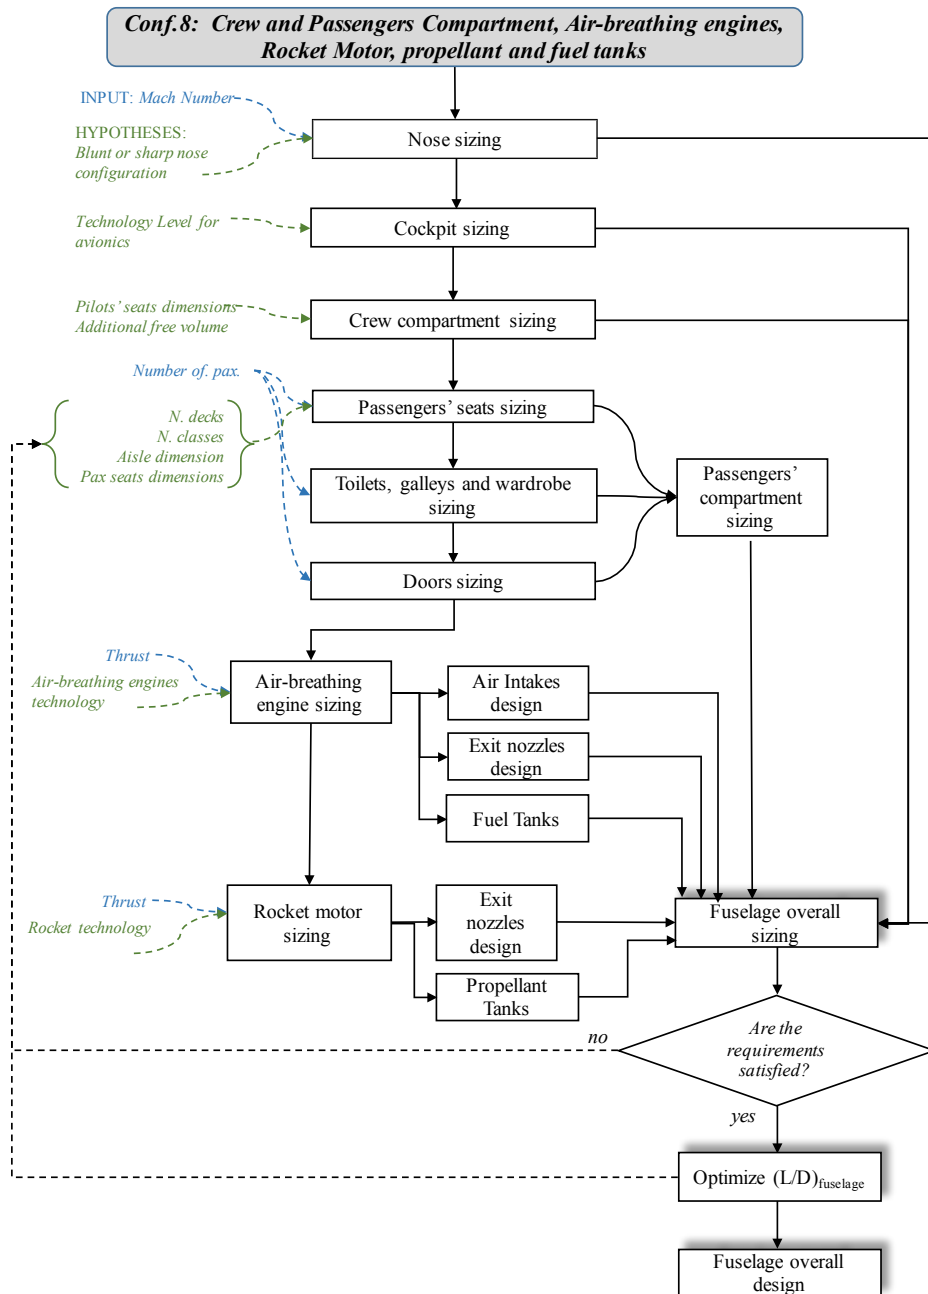 Conf.8: Crew and Passengers Compartment, Air-breathing engines,
Rocket Motor, propellant and fuel tanks
INPUT: Mach Number
HYPOTHESES:
Blunt or sharp nose
configuration
Nose sizing
Technology Level for
avionics
Cockpit sizing
Pilots' seats dimensions
Additional free volume
Crew compartment sizing
Number of. pax.
N. decks
N. classes
Aisle dimension
Pax seats dimensions
Passengers' seats sizing
Toilets, galleys and wardrobe
sizing
Passengers'
compartment
sizing
Doors sizing
Thrust
Air-breathing engines
technology
Air-breathing
engine sizing
Air Intakes
design
Exit nozzles
design
Fuel Tanks
Thrust
Rocket technology
Rocket motor
sizing
Exit
nozzles
design
Propellant
Tanks
Fuselage overall
sizing
no
Are the
requirements
satisfied?
yes
Optimize (L/D)fuselage
Fuselage overall
design